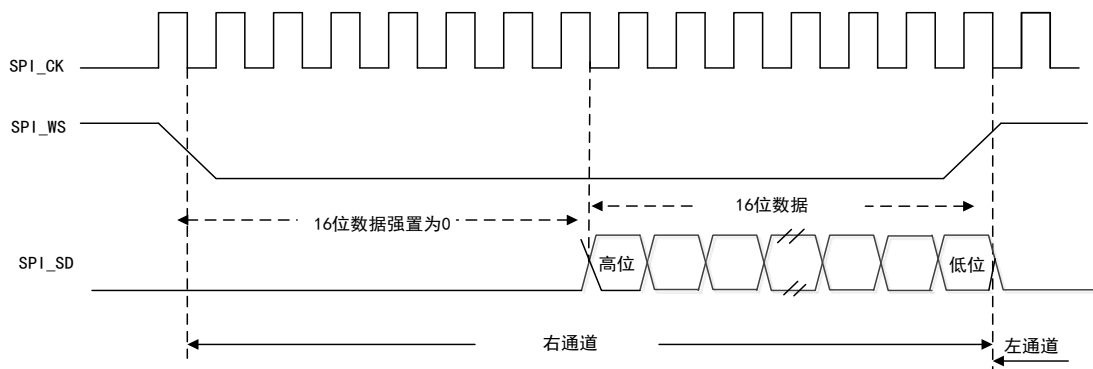 SPI_CK
SPI_WS
16位数据强置为0
16位数据
SPI_SD
高位
低位
右通道
左通道